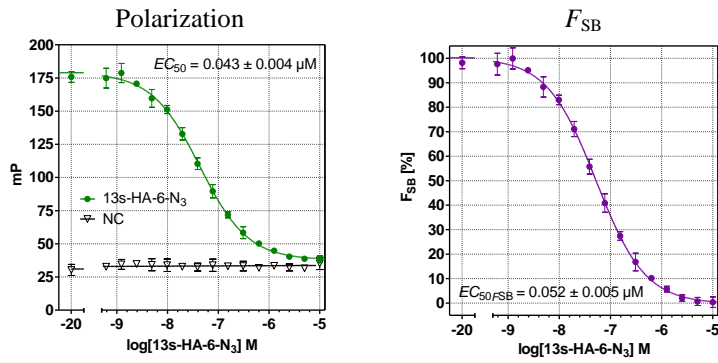 Polarization
200
175
150
125
100
75
50
25
0
mP
EC50 = 0.043 ± 0.004 µM
13s-HA-6-N3
NC
-20 -9 -8 -7 -6 -5
log[13s-HA-6-N3] M
FSB
100
90
80
70
60
50
40
30
20
10
0
FSB [%]
EC50FSB = 0.052 ± 0.005 µM
-20 -9 -8 -7 -6 -5
log[13s-HA-6-N3] M